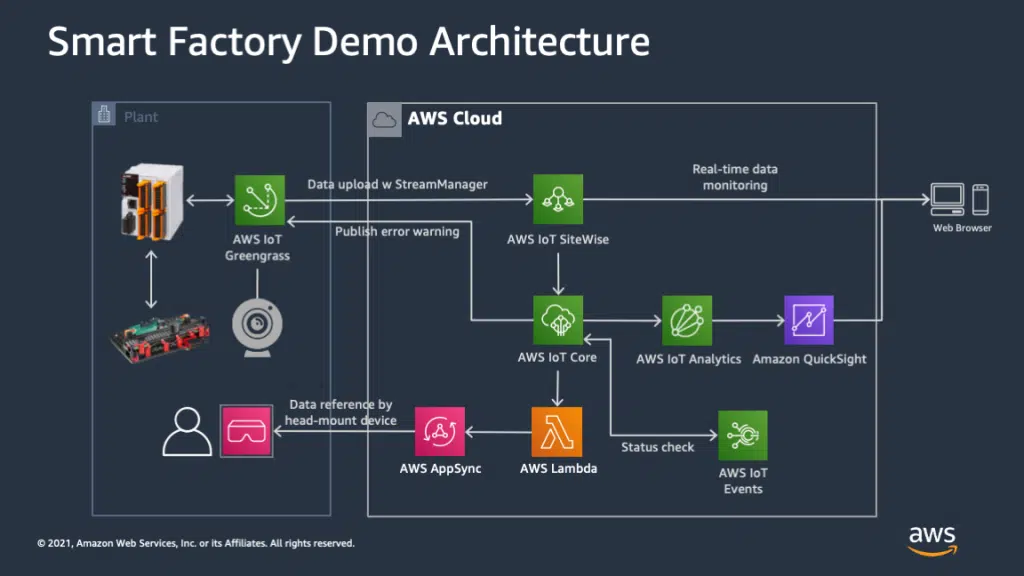 Smart Factory Demo Architecture
Plant
AWS Cloud
Data upload w StreamManager
Real-time data
monitoring
Publish error warning
AWS IoT
Greengrass
AWS IoT SiteWise
Web Browser
AWS IoT Core
AWS IoT Analytics
Amazon QuickSight
Data reference by
head-mount device
Status check
AWS AppSync
AWS Lambda
AWS IoT
Events
© 2021, Amazon Web Services, Inc. or its Affiliates. All rights reserved.
aws